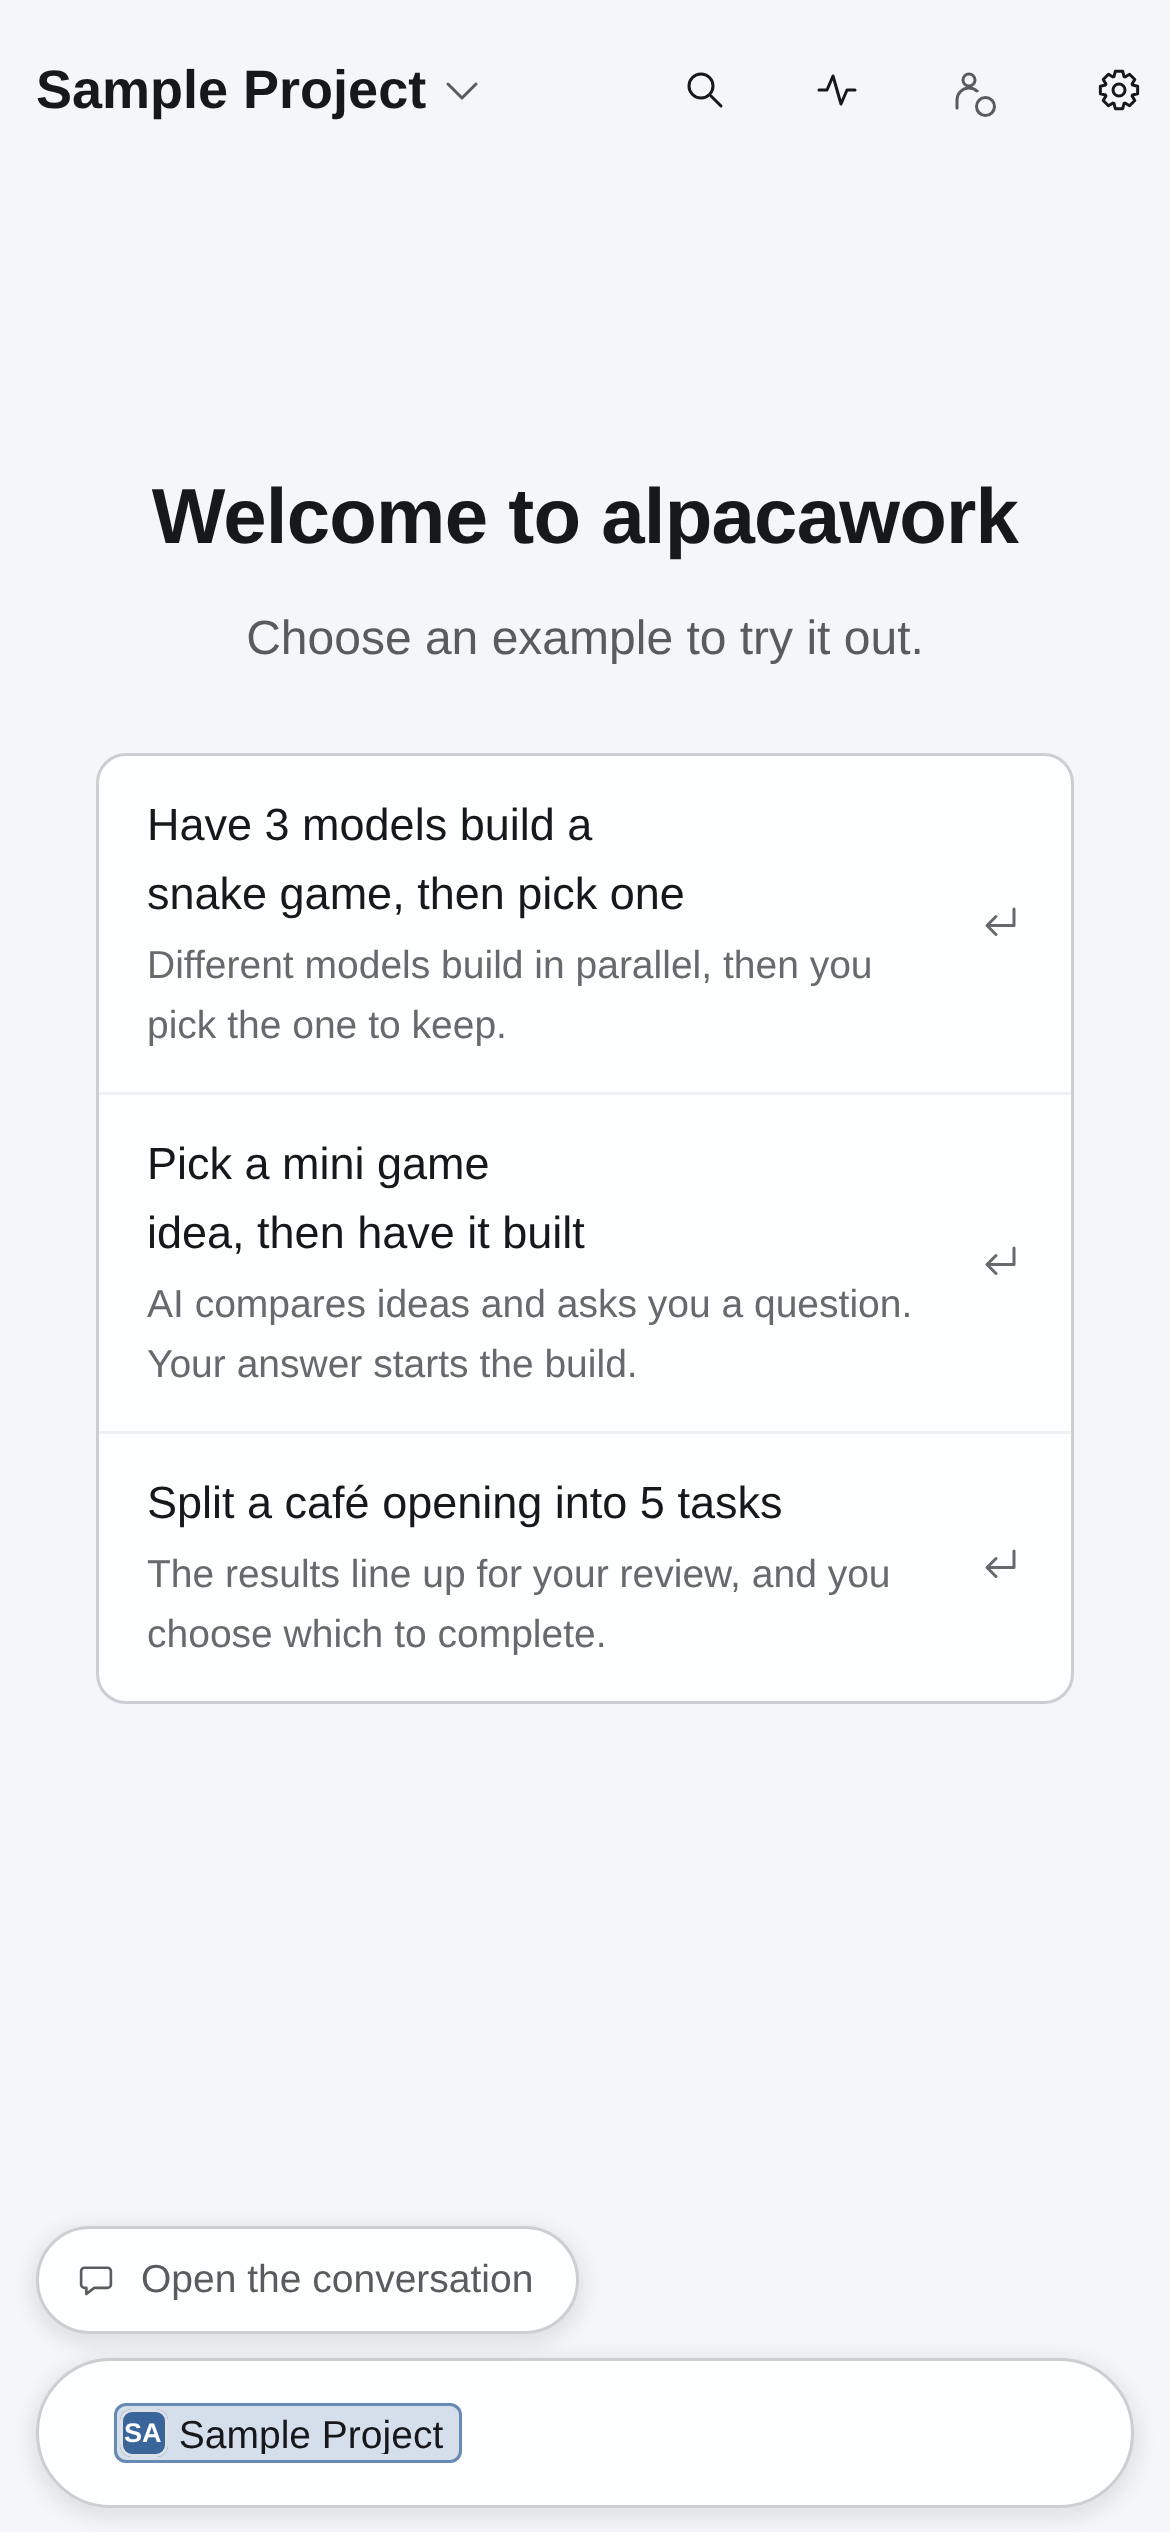 Sample Project
Welcome to alpacawork
Choose an example to try it out.
Have 3 models build a
snake game, then pick one
Different models build in parallel, then you
pick the one to keep.
Pick a mini game
idea, then have it built
AI compares ideas and asks you a question.
Your answer starts the build.
Split a café opening into 5 tasks
The results line up for your review, and you
choose which to complete.
Open the conversation
SA Sample Project